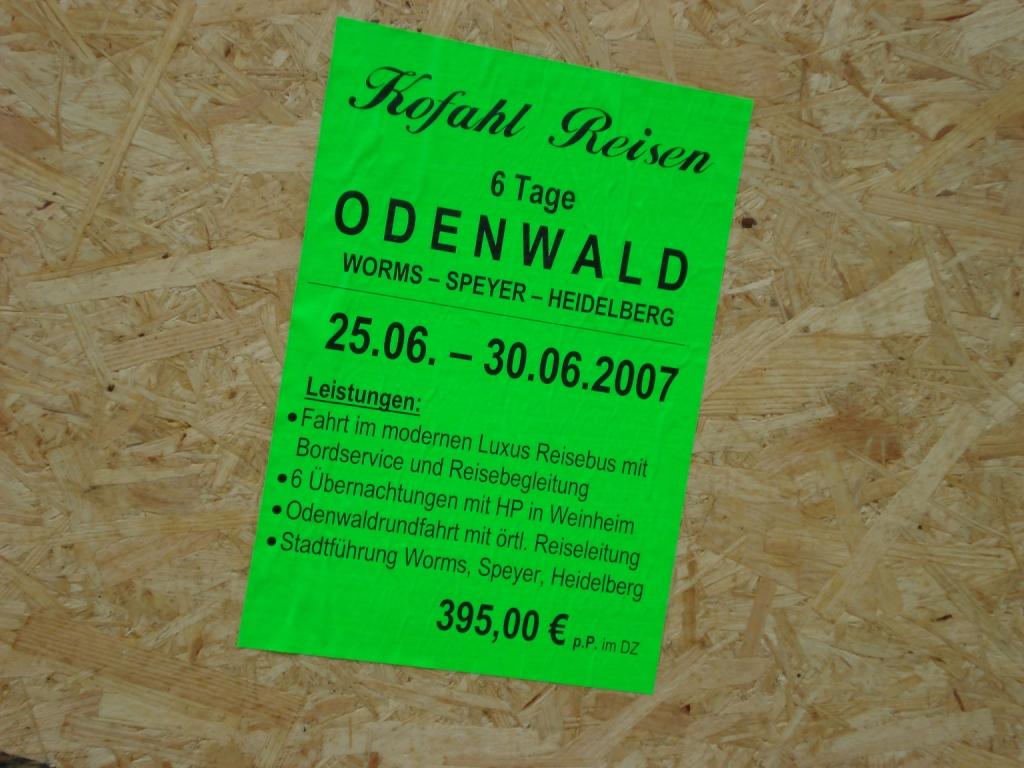 Kofahl Reisen
6 Tage
ODENWALD
WORMS – SPEYER – HEIDELBERG
25.06. – 30.06.2007
Leistungen:
• Fahrt im modernen Luxus Reisebus mit
Bordservice und Reisebegleitung
• 6 Übernachtungen mit HP in Weinheim
• Odenwaldrundfahrt mit örtl. Reiseleitung
• Stadtführung Worms, Speyer, Heidelberg
395,00 € p.P. im DZ